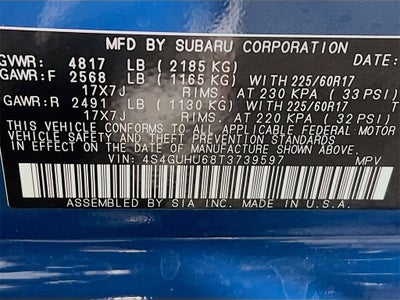 MFD BY SUBARU CORPORATION
GVWR: 4817 LB ( 2185 KG) DATE:
GAWR:F 2568 LB ( 1165 KG) WITH 225/60R17
17X7J RIMS, AT 230 KPA ( 33 PSI)
GAWR:R 2491 LB ( 1130 KG) WITH 225/60R17
17X7J RIMS, AT 220 KPA ( 32 PSI)
THIS VEHICLE CONFORMS TO ALL APPLICABLE FEDERAL MOTOR
VEHICLE SAFETY, BUMPER, AND THEFT PREVENTION STANDARDS
IN EFFECT ON THE DATE OF MANUFACTURE SHOWN ABOVE.
VIN: 4S4GUHU68T3739597 MPV
ASSEMBLED BY SIA INC. MADE IN U.S.A.